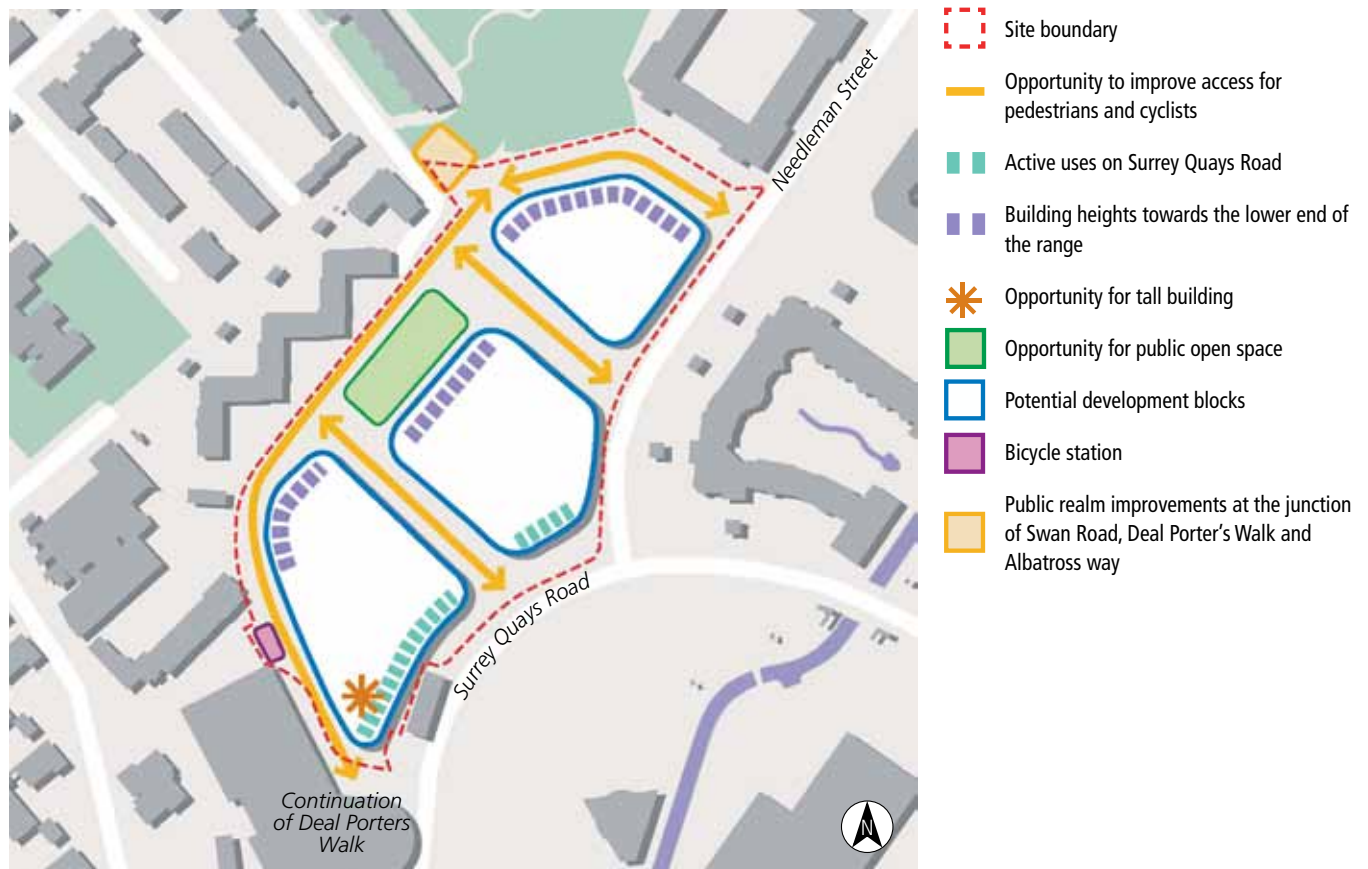 Needleman Street
Surrey Quays Road
Continuation
of Deal Porters
Walk
N
Site boundary
Opportunity to improve access for
pedestrians and cyclists
Active uses on Surrey Quays Road
Building heights towards the lower end of
the range
Opportunity for tall building
Opportunity for public open space
Potential development blocks
Bicycle station
Public realm improvements at the junction
of Swan Road, Deal Porter’s Walk and
Albatross way